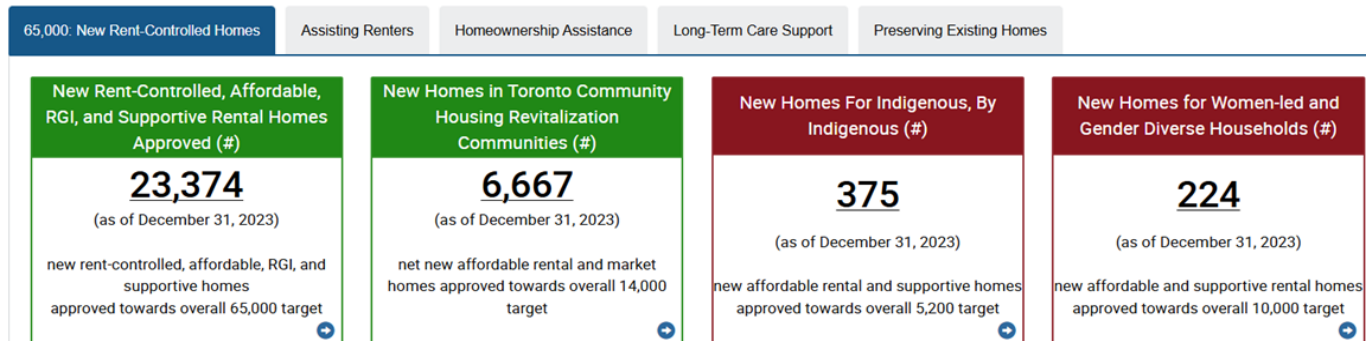 65,000: New Rent-Controlled Homes
Assisting Renters
Homeownership Assistance
Long-Term Care Support
Preserving Existing Homes
New Rent-Controlled, Affordable,
RGI, and Supportive Rental Homes
Approved (#)
23,374
(as of December 31, 2023)
new rent-controlled, affordable, RGI, and
supportive homes
approved towards overall 65,000 target
New Homes in Toronto Community
Housing Revitalization
Communities (#)
6,667
(as of December 31, 2023)
net new affordable rental and market
homes approved towards overall 14,000
target
New Homes For Indigenous, By
Indigenous (#)
375
(as of December 31, 2023)
new affordable rental and supportive homes
approved towards overall 5,200 target
New Homes for Women-led and
Gender Diverse Households (#)
224
(as of December 31, 2023)
new affordable and supportive rental homes
approved towards overall 10,000 target